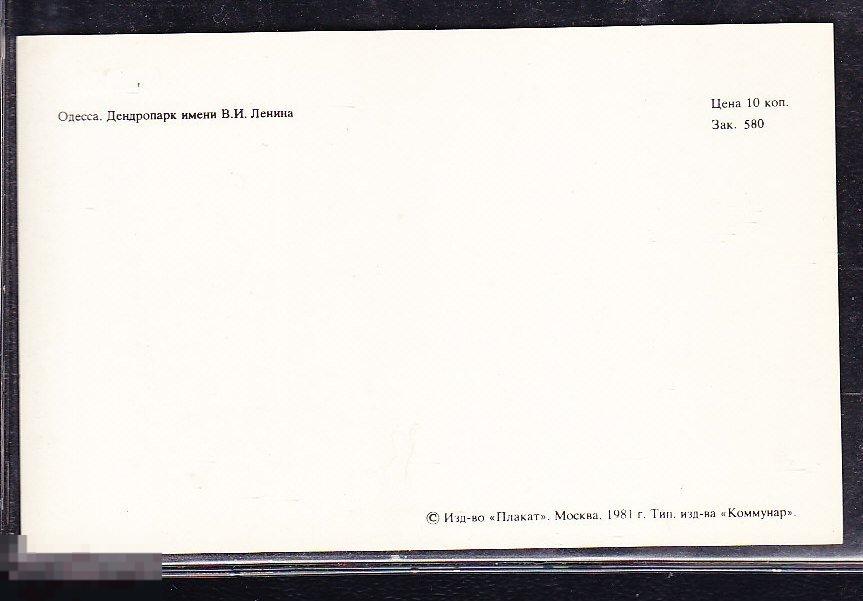 Одесса. Дендропарк имени В.И. Ленина
Цена 10 коп.
Зак. 580
© Изд-во «Плакат». Москва. 1981 г. Тип. изд-ва «Коммунар».